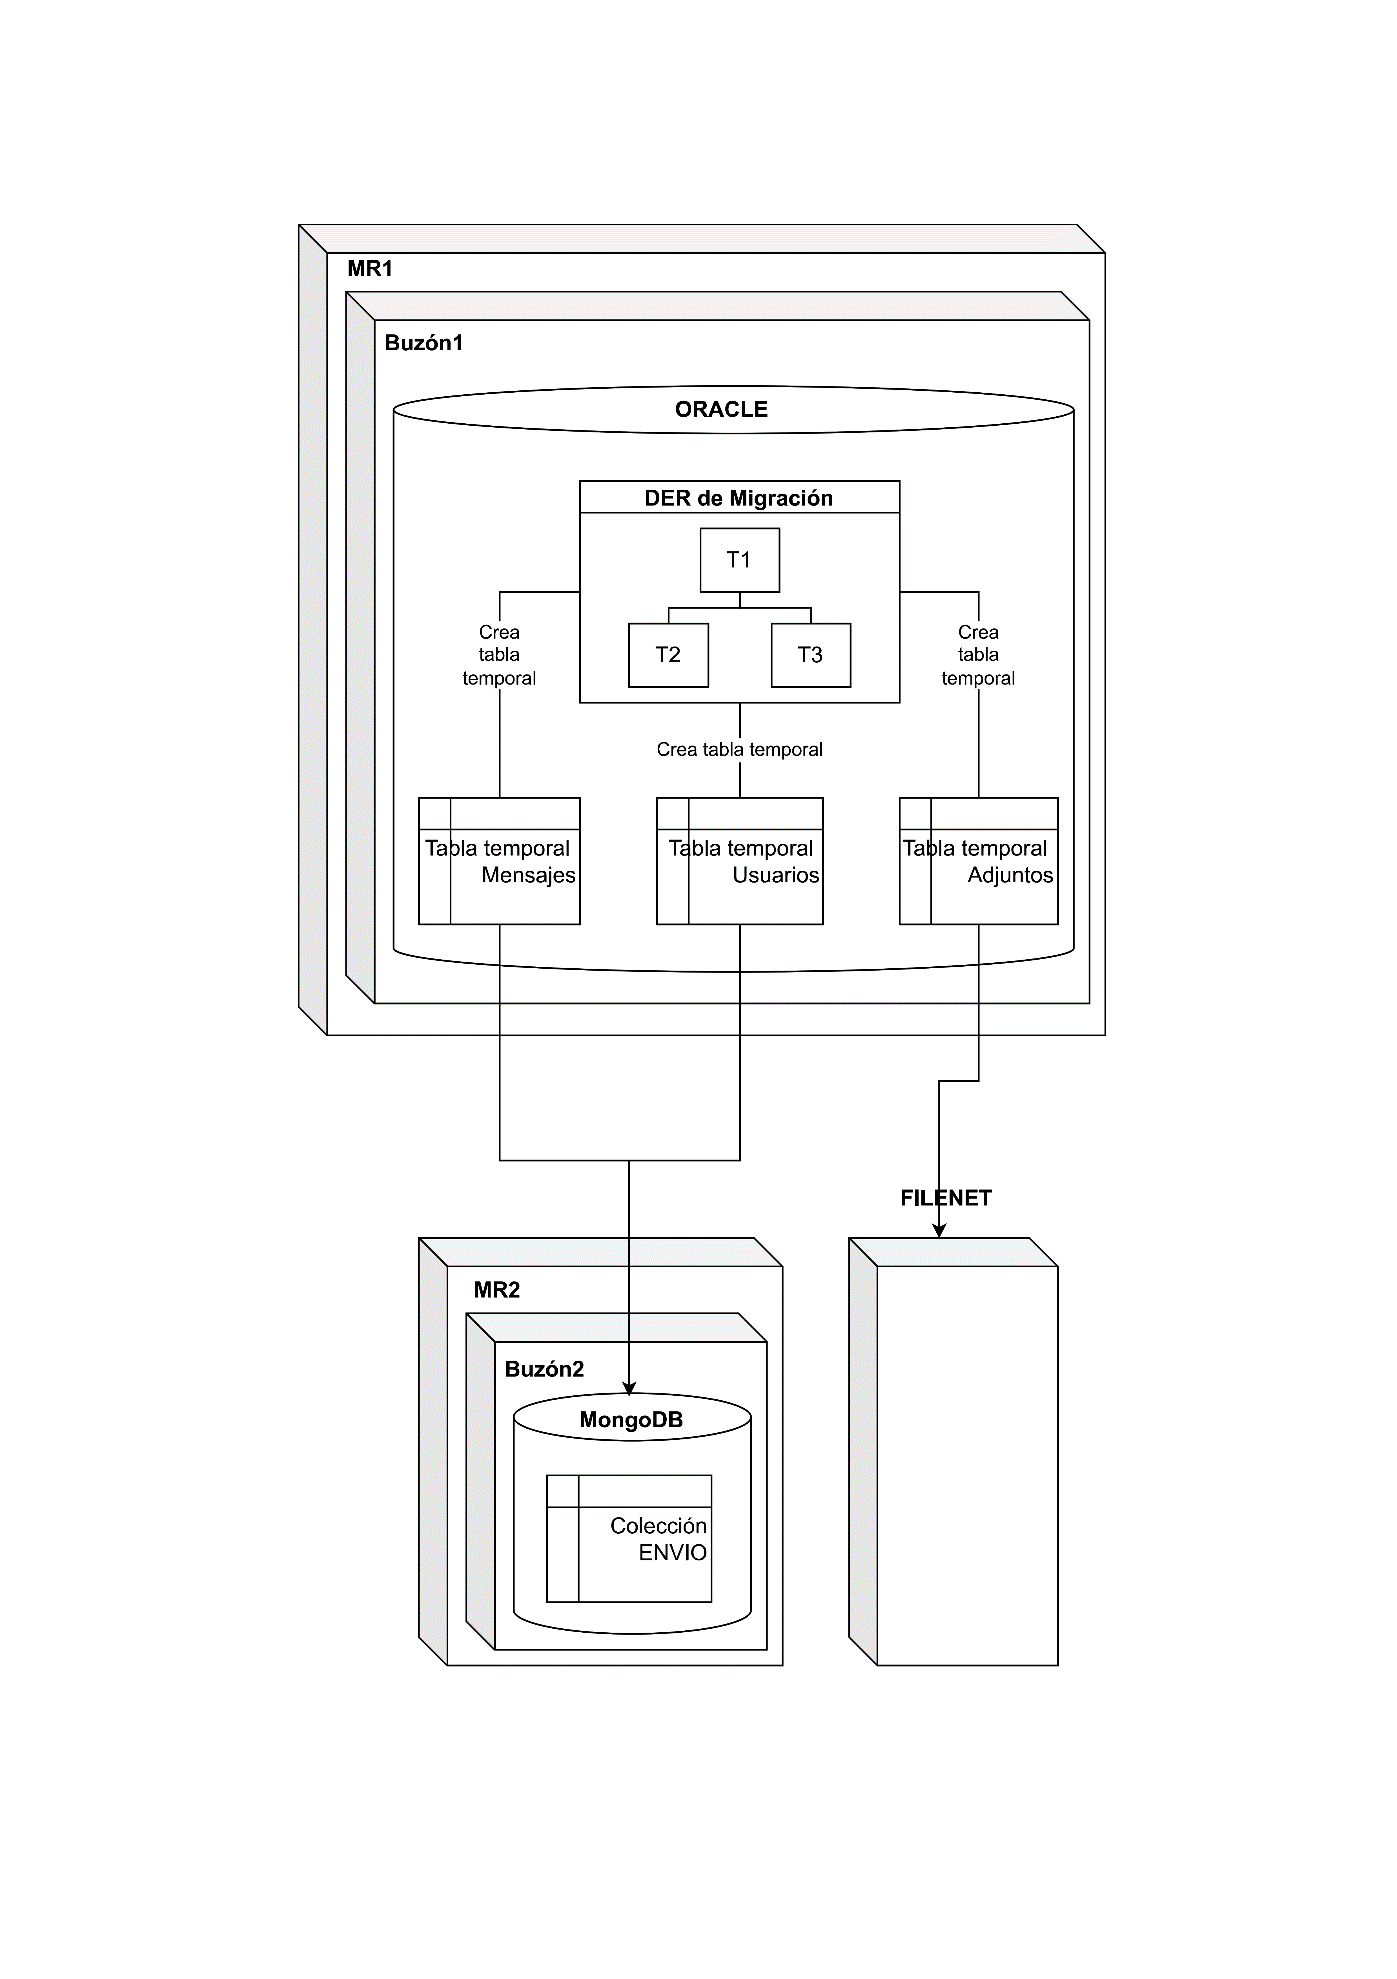 MR1
Buzón1
ORACLE
DER de Migración
T1
T2
T3
Crea
tabla
temporal
Crea tabla temporal
Crea
tabla
temporal
Tabla temporal
Mensajes
Tabla temporal
Usuarios
Tabla temporal
Adjuntos
FILENET
MR2
Buzón2
MongoDB
Colección
ENVIO